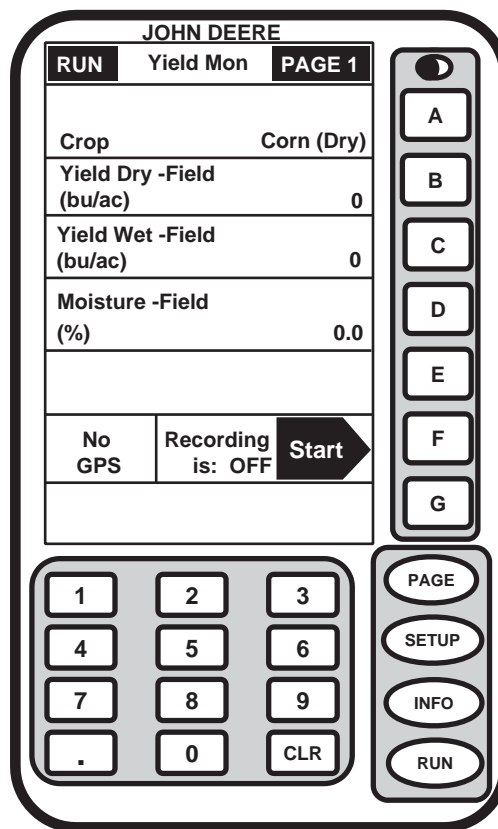 JOHN DEERE
RUN Yield Mon PAGE 1
Crop Corn (Dry)
Yield Dry -Field
(bu/ac) 0
Yield Wet -Field
(bu/ac) 0
Moisture -Field
(%) 0.0
No Recording Start
GPS is: OFF
A
B
C
D
E
F
G
1 2 3
4 5 6
7 8 9
. 0 CLR
PAGE
SETUP
INFO
RUN